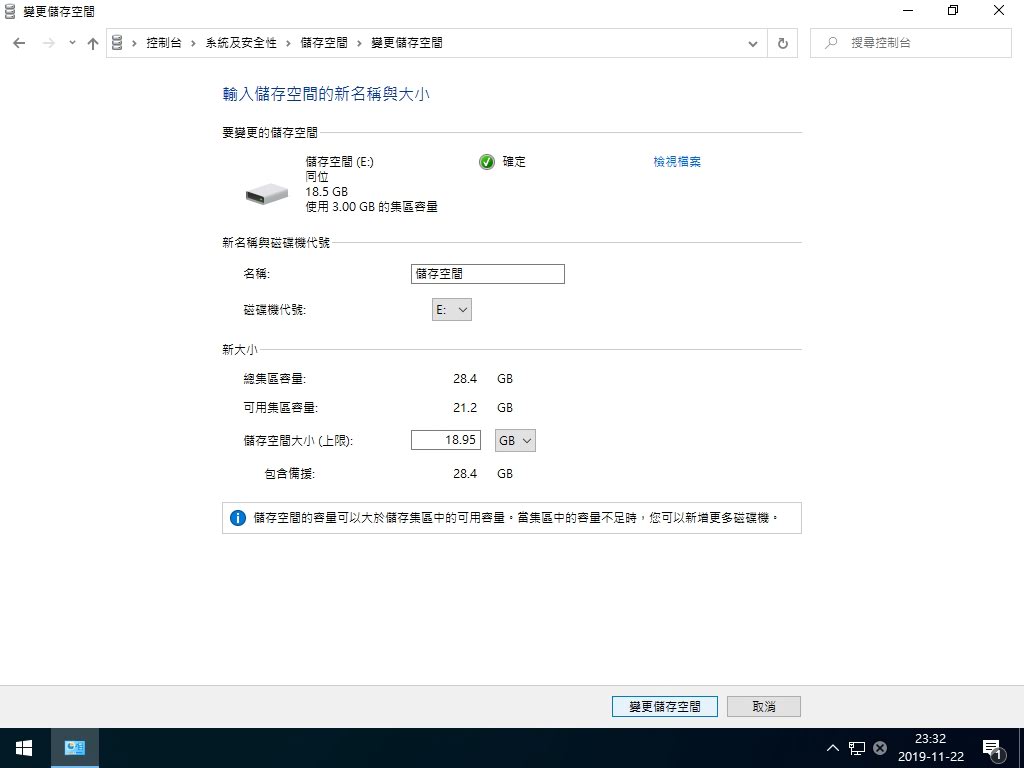 變更儲存空間
控制台 › 系統及安全性 › 儲存空間 › 變更儲存空間
搜尋控制台
輸入儲存空間的新名稱與大小
要變更的儲存空間
儲存空間 (E:)
確定
檢視檔案
同位
18.5 GB
使用 3.00 GB 的集區容量
新名稱與磁碟機代號
名稱:
儲存空間
磁碟機代號:
E:
新大小
總集區容量: 28.4 GB
可用集區容量: 21.2 GB
儲存空間大小 (上限): 18.95 GB
包含備援: 28.4 GB
儲存空間的容量可以大於儲存集區中的可用容量。當集區中的容量不足時，您可以新增更多磁碟機。
變更儲存空間
取消
23:32
2019-11-22
1